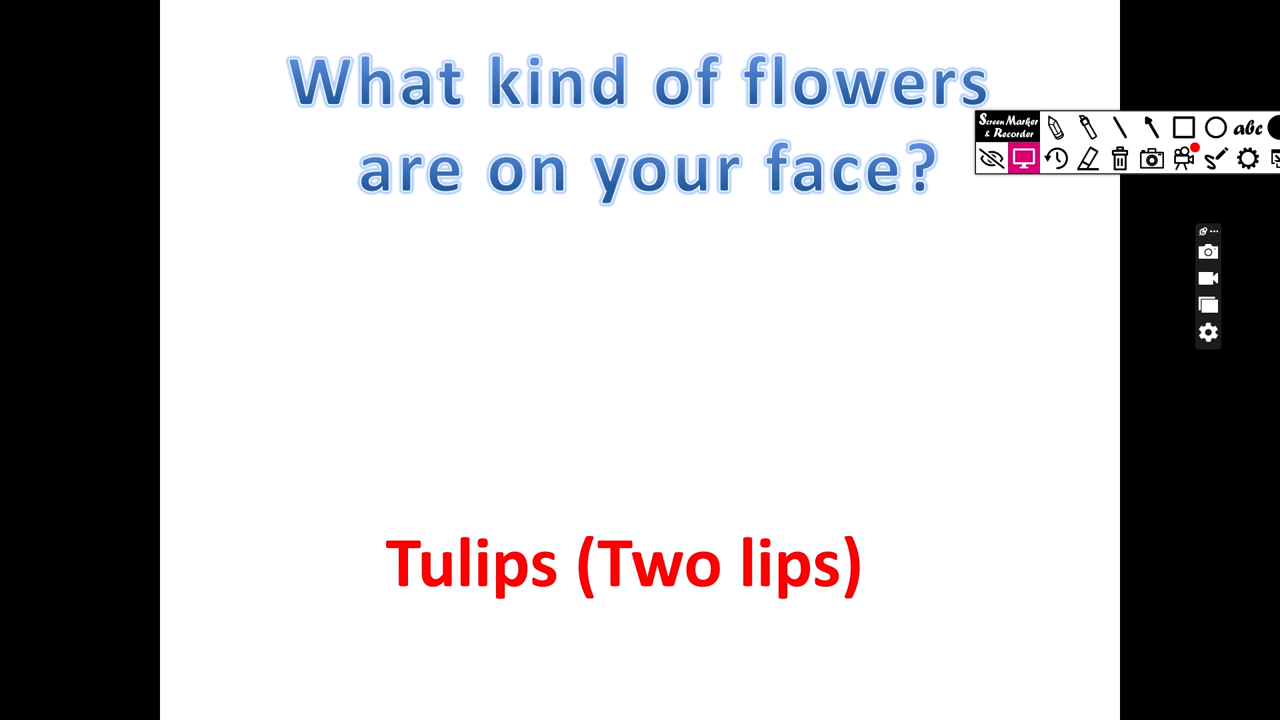 What kind of flowers
are on your face?
Screen Marker
& Recorder
abc
Tulips (Two lips)